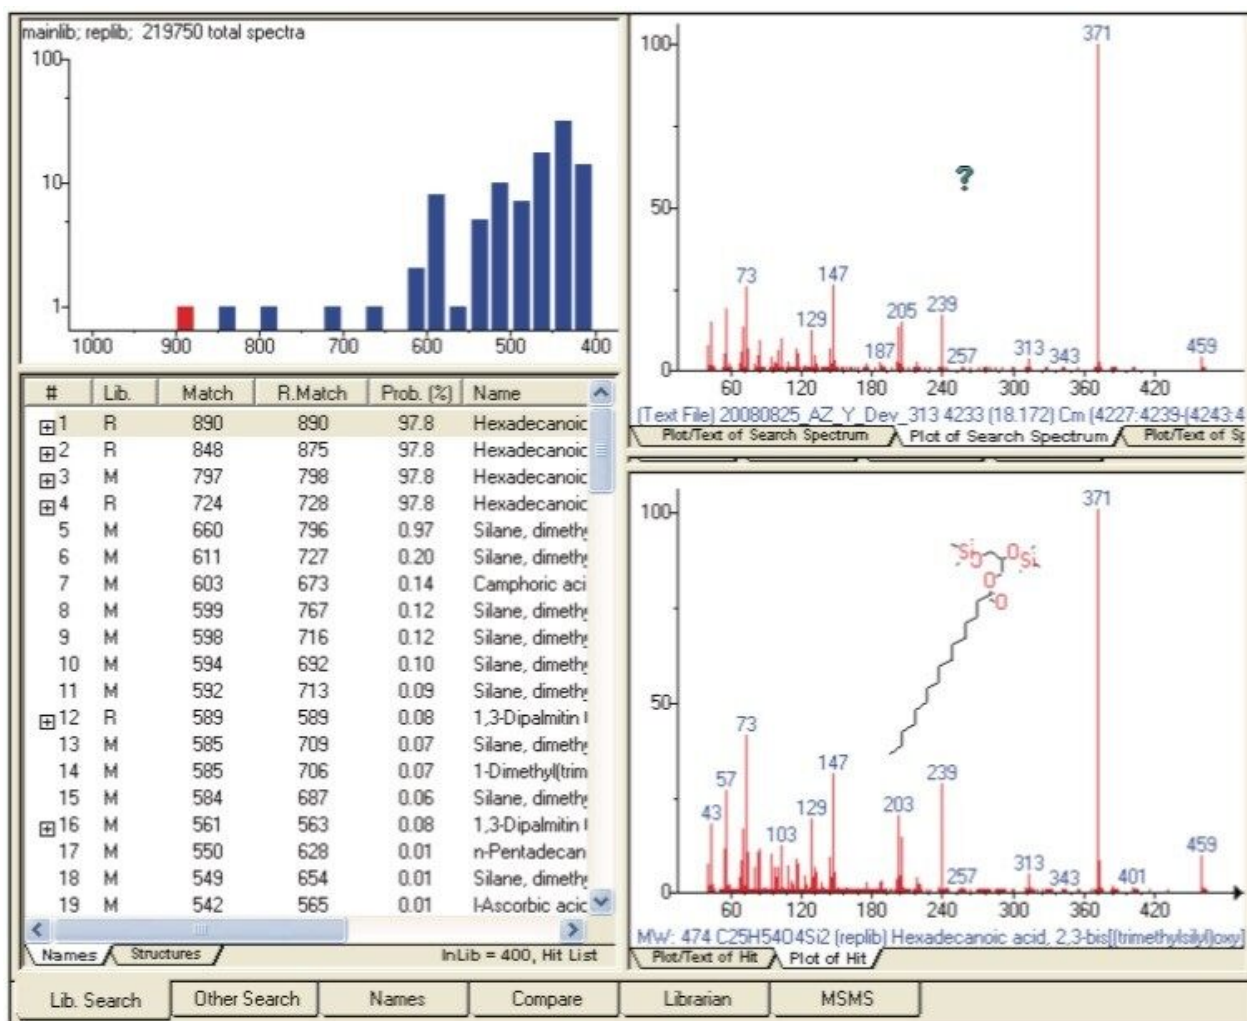 mainlib; replib; 219750 total spectra
100
10
1
1000 900 800 700 600 500 400
# Lib. Match R.Match Prob. (%) Name
1 R 890 890 97.8 Hexadecanoic
2 R 848 875 97.8 Hexadecanoic
3 M 797 798 97.8 Hexadecanoic
4 R 724 728 97.8 Hexadecanoic
5 M 660 796 0.97 Silane, dimethy
6 M 611 727 0.20 Silane, dimethy
7 M 603 673 0.14 Camphoric aci
8 M 599 767 0.12 Silane, dimethy
9 M 598 716 0.12 Silane, dimethy
10 M 594 692 0.10 Silane, dimethy
11 M 592 713 0.09 Silane, dimethy
12 R 589 589 0.08 1,3-Dipalmitin
13 M 585 709 0.07 Silane, dimethy
14 M 585 706 0.07 1-Dimethyl(trim
15 M 584 687 0.06 Silane, dimethy
16 M 561 563 0.08 1,3-Dipalmitin
17 M 550 628 0.01 n-Pentadecan
18 M 549 654 0.01 Silane, dimethy
19 M 542 565 0.01 l-Ascorbic acid
Names Structures InLib = 400, Hit List
100
50
0
371
?
73 147 129 187 205 239 257 313 343 459
60 120 180 240 300 360 420
(Text File) 20080825_AZ_Y_Dev_313 4233 (18.172) Cm (4227:4239-(4243:4
Plot/Text of Search Spectrum Plot of Search Spectrum Plot/Text of Sp
100
50
0
371
Si O O Si
O
O
43 57 73 103 129 147 203 239 257 313 343 401 459
60 120 180 240 300 360 420
MW: 474 C25H54O4Si2 (replib) Hexadecanoic acid, 2,3-bis[(trimethylsilyl)oxy]
Plot/Text of Hit Plot of Hit
Lib. Search Other Search Names Compare Librarian MSMS